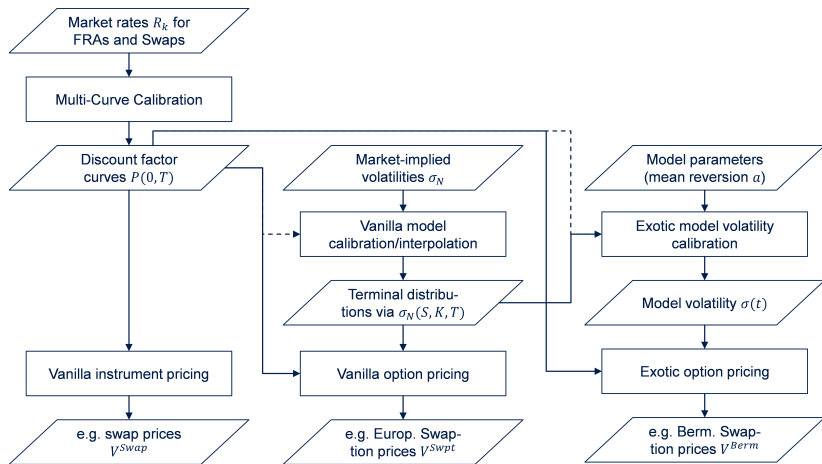 Market rates R_k for
FRAs and Swaps
Multi-Curve Calibration
Discount factor
curves P(0,T)
Market-implied
volatilities σ_N
Model parameters
(mean reversion a)
Vanilla model
calibration/interpolation
Exotic model volatility
calibration
Terminal distribu-
tions via σ_N(S,K,T)
Model volatility σ(t)
Vanilla instrument pricing
Vanilla option pricing
Exotic option pricing
e.g. swap prices
V^Swap
e.g. Europ. Swap-
tion prices V^Swpt
e.g. Berm. Swap-
tion prices V^Berm